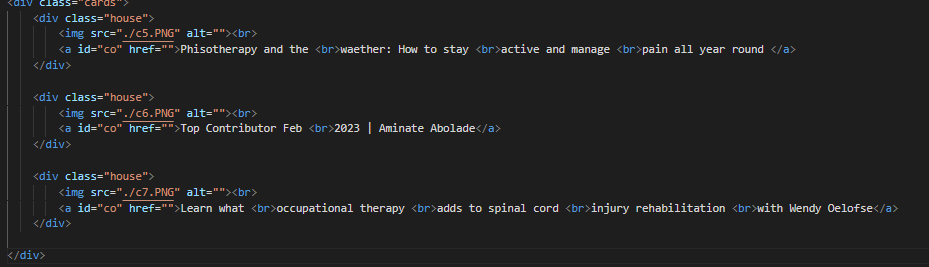 <div class="cards">
<div class="house">
<img src="./c5.PNG" alt=""><br>
<a id="co" href="">Phisotherapy and the <br>waether: How to stay <br>active and manage <br>pain all year round </a>
</div>
<div class="house">
<img src="./c6.PNG" alt=""><br>
<a id="co" href="">Top Contributor Feb <br>2023 | Aminate Abolade</a>
</div>
<div class="house">
<img src="./c7.PNG" alt=""><br>
<a id="co" href="">Learn what <br>occupational therapy <br>adds to spinal cord <br>injury rehabilitation <br>with Wendy Oelofse</a>
</div>
</div>